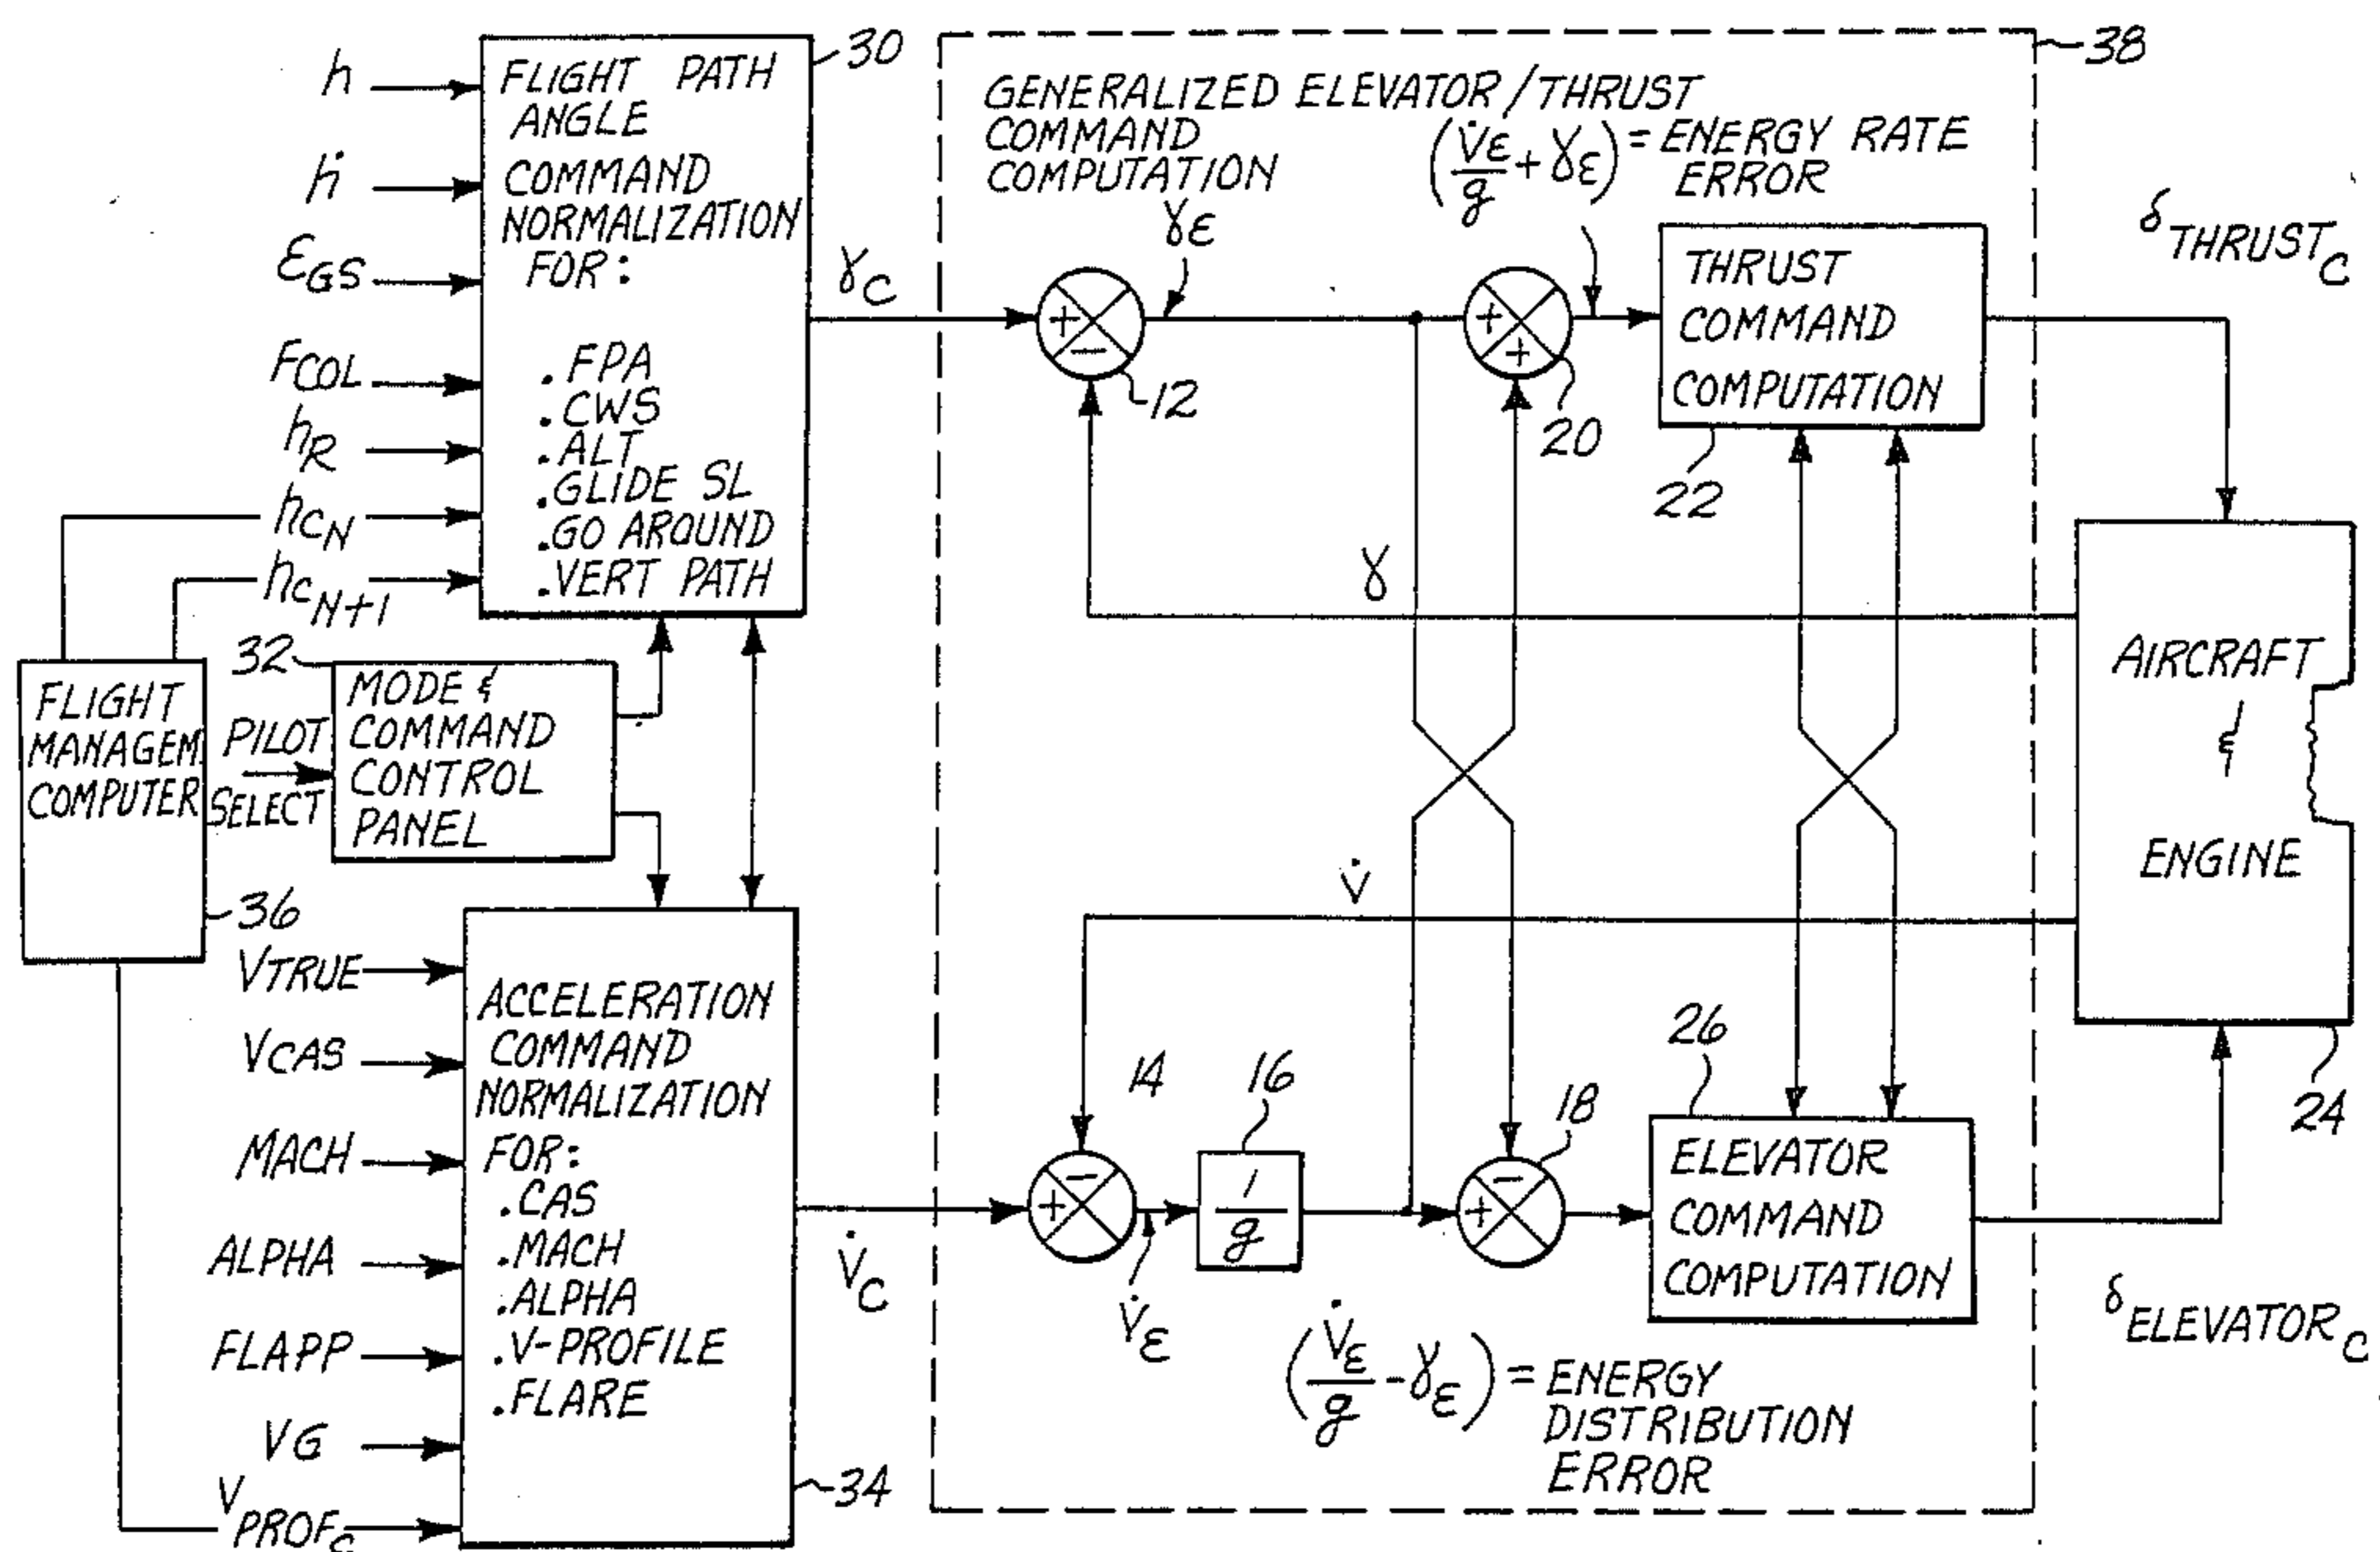 h
ḣ
εGS
FCOL
hR
hCN
hCN+1
FLIGHT PATH
ANGLE
COMMAND
NORMALIZATION
FOR:
.FPA
.CWS
.ALT
.GLIDE SL
.GO AROUND
.VERT PATH
30
γC
38
GENERALIZED ELEVATOR/THRUST
COMMAND
COMPUTATION
(V̇ε/g + γε) = ENERGY RATE
ERROR
γε
+
−
12
+
+
20
THRUST
COMMAND
COMPUTATION
22
δTHRUSTC
γ
AIRCRAFT
&
ENGINE
24
FLIGHT
MANAGEM
COMPUTER
36
PILOT
SELECT
32
MODE &
COMMAND
CONTROL
PANEL
VTRUE
VCAS
MACH
ALPHA
FLAPP
VG
VPROFC
ACCELERATION
COMMAND
NORMALIZATION
FOR:
.CAS
.MACH
.ALPHA
.V-PROFILE
.FLARE
34
V̇C
V̇
14
+
−
V̇ε
16
1/g
18
+
−
26
ELEVATOR
COMMAND
COMPUTATION
δELEVATORC
(V̇ε/g - γε) = ENERGY
DISTRIBUTION
ERROR